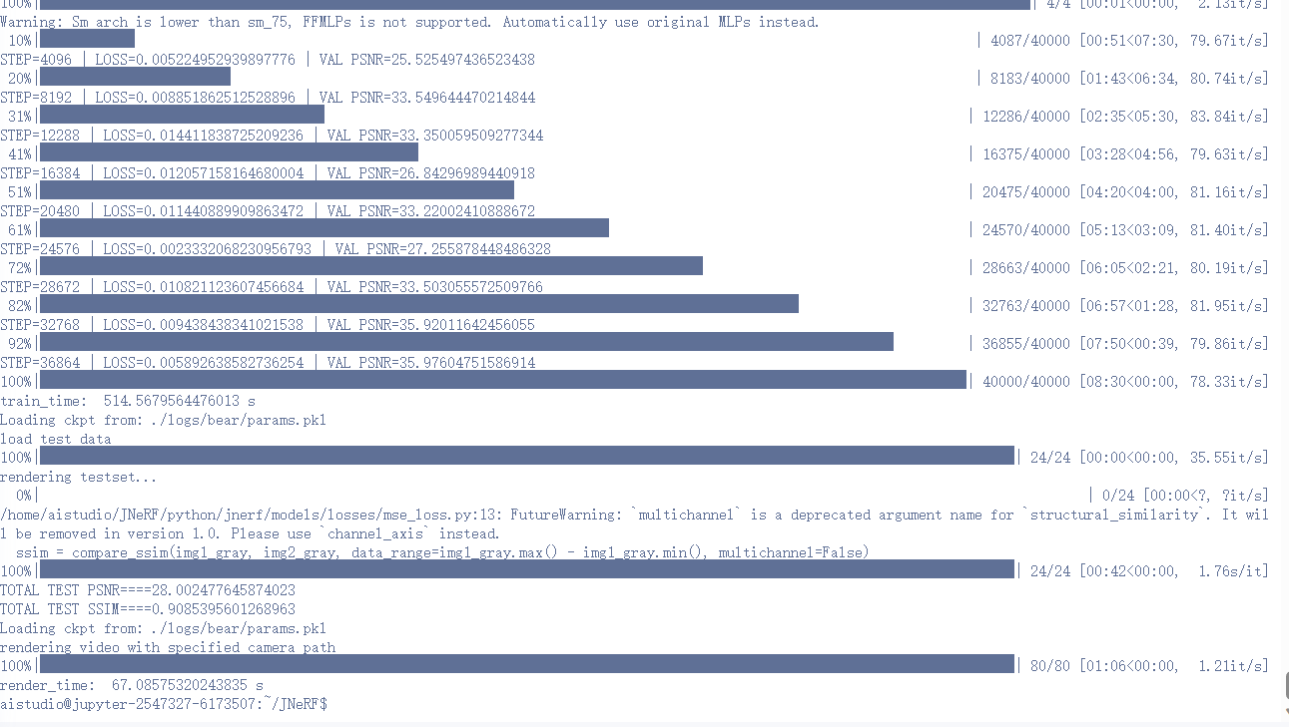 100%| | 4/4 [00:01<00:00, 2.13it/s]
Warning: Sm arch is lower than sm_75, FFMLPs is not supported. Automatically use original MLPs instead.
10%| | 4087/40000 [00:51<07:30, 79.67it/s]
STEP=4096 | LOSS=0.005224952939897776 | VAL PSNR=25.525497436523438
20%| | 8183/40000 [01:43<06:34, 80.74it/s]
STEP=8192 | LOSS=0.008851862512528896 | VAL PSNR=33.549644470214844
31%| | 12286/40000 [02:35<05:30, 83.84it/s]
STEP=12288 | LOSS=0.014411838725209236 | VAL PSNR=33.350059509277344
41%| | 16375/40000 [03:28<04:56, 79.63it/s]
STEP=16384 | LOSS=0.012057158164680004 | VAL PSNR=26.84296989440918
51%| | 20475/40000 [04:20<04:00, 81.16it/s]
STEP=20480 | LOSS=0.011440889909863472 | VAL PSNR=33.22002410888672
61%| | 24570/40000 [05:13<03:09, 81.40it/s]
STEP=24576 | LOSS=0.0023332068230956793 | VAL PSNR=27.255878448486328
72%| | 28663/40000 [06:05<02:21, 80.19it/s]
STEP=28672 | LOSS=0.010821123607456684 | VAL PSNR=33.503055572509766
82%| | 32763/40000 [06:57<01:28, 81.95it/s]
STEP=32768 | LOSS=0.009438438341021538 | VAL PSNR=35.92011642456055
92%| | 36855/40000 [07:50<00:39, 79.86it/s]
STEP=36864 | LOSS=0.005892638582736254 | VAL PSNR=35.97604751586914
100%| | 40000/40000 [08:30<00:00, 78.33it/s]
train_time: 514.5679564476013 s
Loading ckpt from: ./logs/bear/params.pkl
load test data
100%| | 24/24 [00:00<00:00, 35.55it/s]
rendering testset...
0%| | 0/24 [00:00<?, ?it/s]
/home/aistudio/JNeRF/python/jnerf/models/losses/mse_loss.py:13: FutureWarning: `multichannel` is a deprecated argument name for `structural_similarity`. It wil
l be removed in version 1.0. Please use `channel_axis` instead.
ssim = compare_ssim(img1_gray, img2_gray, data_range=img1_gray.max() - img1_gray.min(), multichannel=False)
100%| | 24/24 [00:42<00:00, 1.76s/it]
TOTAL TEST PSNR====28.002477645874023
TOTAL TEST SSIM====0.9085395601268963
Loading ckpt from: ./logs/bear/params.pkl
rendering video with specified camera path
100%| | 80/80 [01:06<00:00, 1.21it/s]
render_time: 67.08575320243835 s
aistudio@jupyter-2547327-6173507:~/JNeRF$